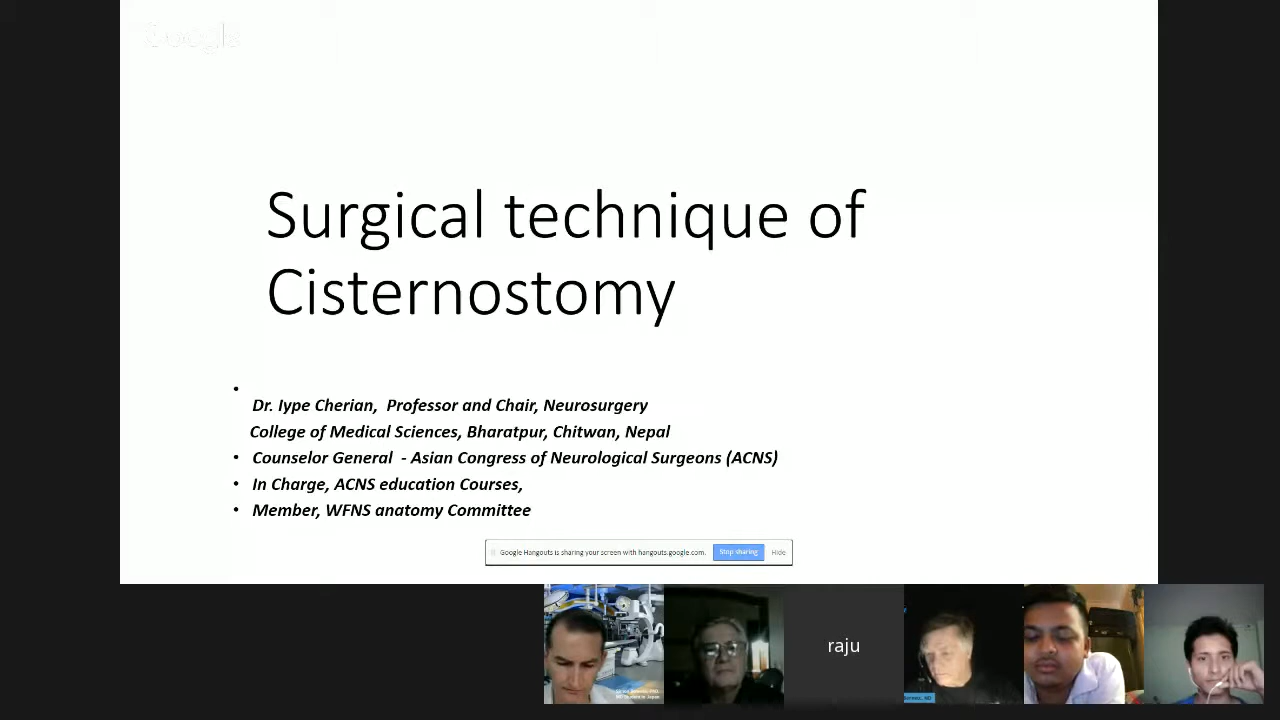 Google
Surgical technique of
Cisternostomy
•
Dr. Iype Cherian, Professor and Chair, Neurosurgery
College of Medical Sciences, Bharatpur, Chitwan, Nepal
• Counselor General - Asian Congress of Neurological Surgeons (ACNS)
• In Charge, ACNS education Courses,
• Member, WFNS anatomy Committee
Google Hangouts is sharing your screen with hangouts.google.com. Stop sharing Hide
raju